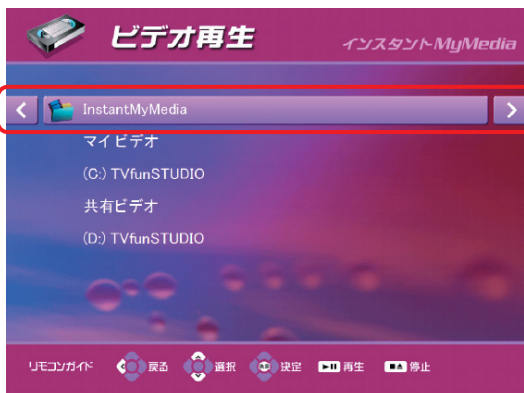 ビデオ再生
インスタントMyMedia
InstantMyMedia
マイビデオ
(C:) TVfunSTUDIO
共有ビデオ
(D:) TVfunSTUDIO
リモコンガイド 戻る 選択 決定 再生 停止